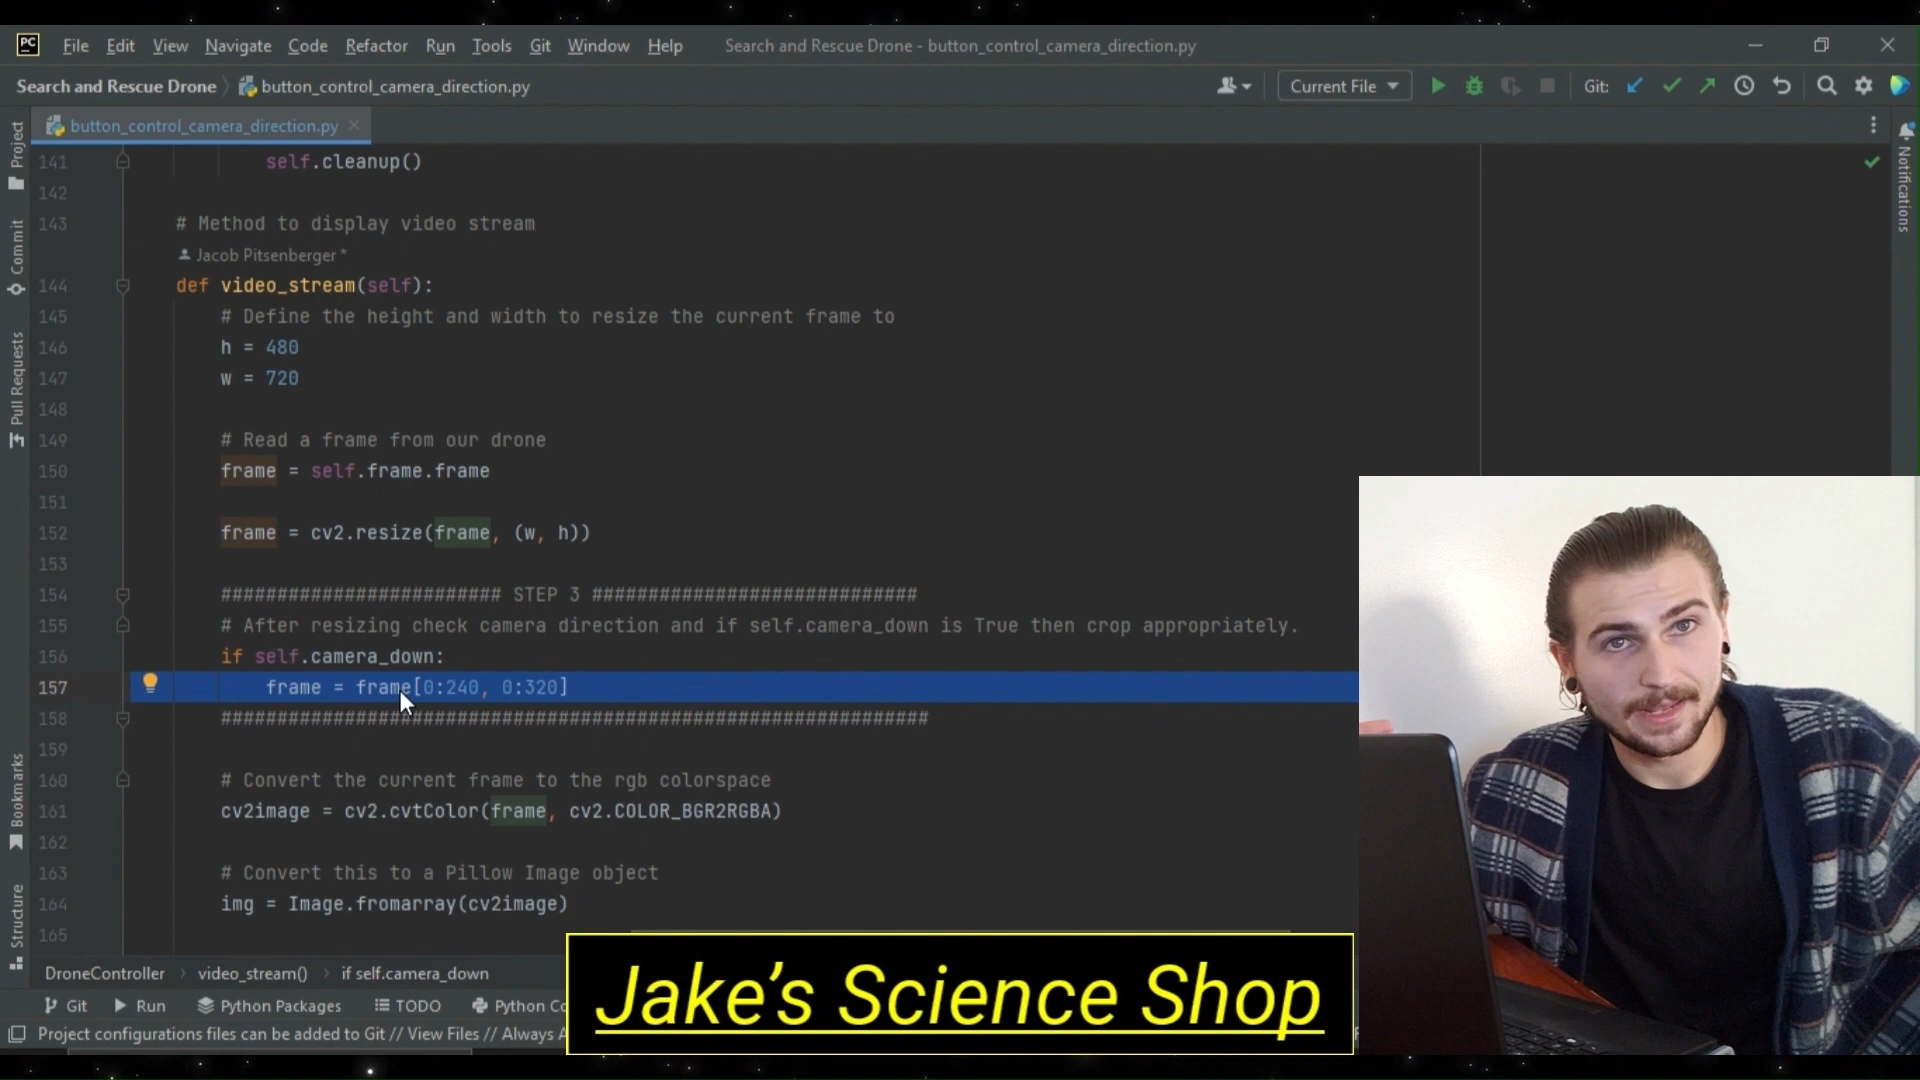 PC File Edit View Navigate Code Refactor Run Tools Git Window Help Search and Rescue Drone - button_control_camera_direction.py
Search and Rescue Drone button_control_camera_direction.py Current File Git:
button_control_camera_direction.py
Project
Commit
Pull Requests
Bookmarks
Structure
Notifications
141 self.cleanup()
142
143 # Method to display video stream
Jacob Pitsenberger *
144 def video_stream(self):
145 # Define the height and width to resize the current frame to
146 h = 480
147 w = 720
148
149 # Read a frame from our drone
150 frame = self.frame.frame
151
152 frame = cv2.resize(frame, (w, h))
153
154 ######################### STEP 3 #############################
155 # After resizing check camera direction and if self.camera_down is True then crop appropriately.
156 if self.camera_down:
157 frame = frame[0:240, 0:320]
158 ###############################################################
159
160 # Convert the current frame to the rgb colorspace
161 cv2image = cv2.cvtColor(frame, cv2.COLOR_BGR2RGBA)
162
163 # Convert this to a Pillow Image object
164 img = Image.fromarray(cv2image)
165
DroneController video_stream() if self.camera_down
Git Run Python Packages TODO Python Co
Project configurations files can be added to Git // View Files // Always A
Jake’s Science Shop